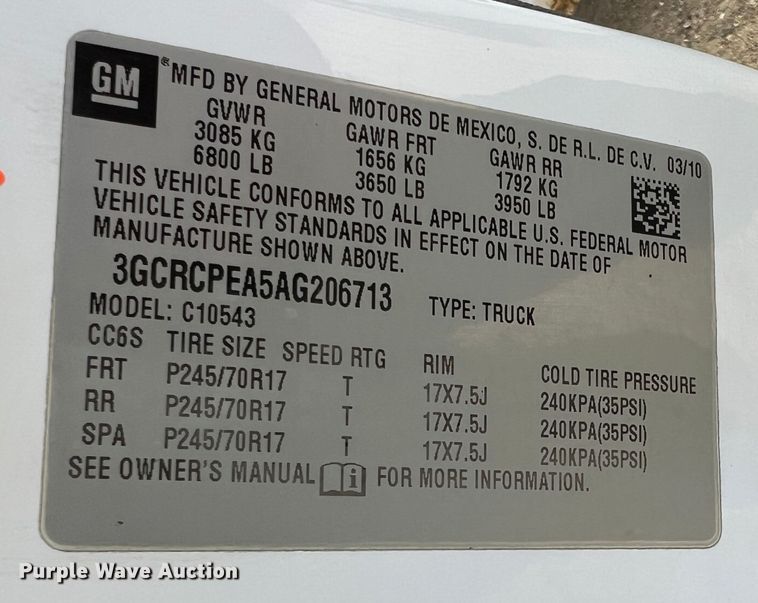 GM
®MFD BY GENERAL MOTORS DE MEXICO, S. DE R.L. DE C.V. 03/10
GVWR GAWR FRT GAWR RR
3085 KG 1656 KG 1792 KG
6800 LB 3650 LB 3950 LB
THIS VEHICLE CONFORMS TO ALL APPLICABLE U.S. FEDERAL MOTOR
VEHICLE SAFETY STANDARDS IN EFFECT ON THE DATE OF
MANUFACTURE SHOWN ABOVE.
3GCRCPEA5AG206713 TYPE: TRUCK
MODEL: C10543
CC6S TIRE SIZE SPEED RTG RIM COLD TIRE PRESSURE
FRT P245/70R17 T 17X7.5J 240KPA(35PSI)
RR P245/70R17 T 17X7.5J 240KPA(35PSI)
SPA P245/70R17 T 17X7.5J 240KPA(35PSI)
SEE OWNER'S MANUAL i FOR MORE INFORMATION.
Purple Wave Auction